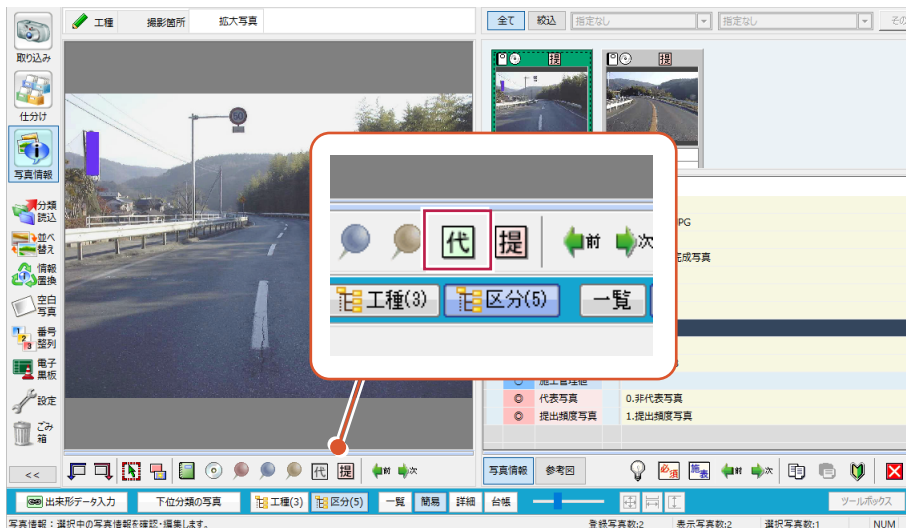 取り込み
仕分け
写真情報
分類
読込
並べ
替え
情報
置換
空白
写真
番号
整列
電子
黒板
設定
ごみ
箱
<<
工種
撮影箇所
拡大写真
全て
絞込
指定なし
指定なし
その
提
提
PG
完成写真
代
提
前
次
工種(3)
区分(5)
一覧
施工管理値
◎ 代表写真 0.非代表写真
◎ 提出頻度写真 1.提出頻度写真
代
提
前
次
写真情報
参考図
必須
施表
前
次
出来形データ入力
下位分類の写真
工種(3)
区分(5)
一覧
簡易
詳細
台帳
ツールボックス
写真情報:選択中の写真情報を確認・編集します。
登録写真数:2
表示写真数:2
選択写真数:1
NUM